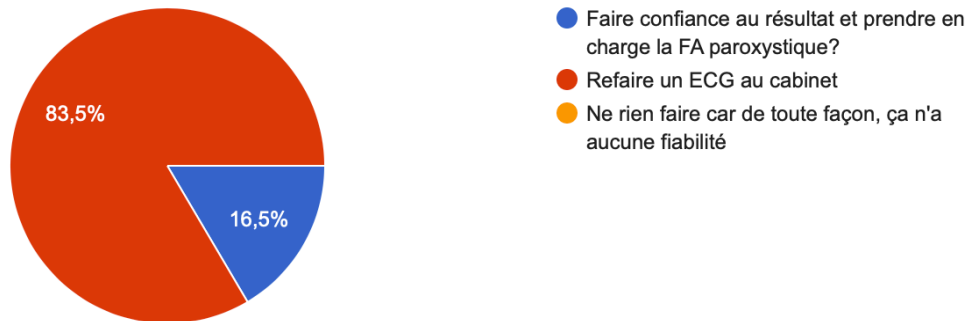 Faire confiance au résultat et prendre en
charge la FA paroxystique?
Refaire un ECG au cabinet
Ne rien faire car de toute façon, ça n'a
aucune fiabilité
83,5%
16,5%